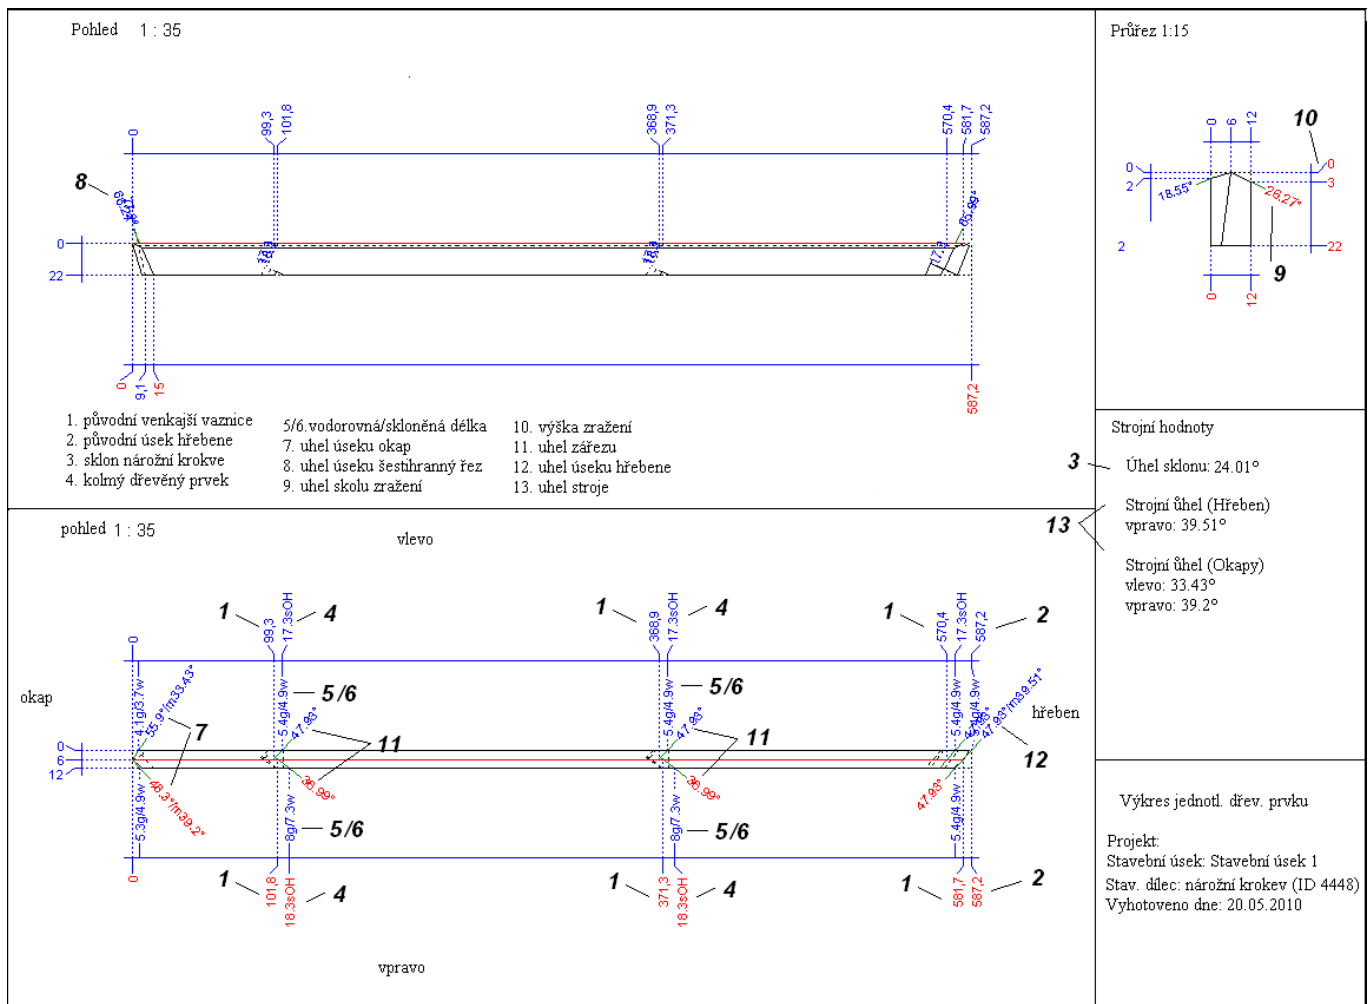 Pohled 1 : 35
0
99,3
101,8
368,9
371,3
570,4
581,7
587,2
8
65.99°
0
22
17,3
0
9,1
15
587,2
1. původní venkajší vaznice
2. původní úsek hřebene
3. sklon nárožní krokve
4. kolmý dřevěný prvek
5/6.vodorovná/skloněná délka
7. uhel úseku okap
8. uhel úseku šestihranný řez
9. uhel skolu zražení
10. výška zražení
11. uhel zářezu
12. uhel úseku hřebene
13. uhel stroje
Průřez 1:15
0
6
12
10
0
2
0
3
18.55°
26.27°
2
22
9
0
12
Strojní hodnoty
3
Úhel sklonu: 24.01°
Strojní ůhel (Hřeben)
vpravo: 39.51°
13
Strojní ůhel (Okapy)
vlevo: 33.43°
vpravo: 39.2°
pohled 1 : 35
vlevo
1
4
1
4
1
2
0
99,3
17.3sOH
368,9
17.3sOH
570,4
17.3sOH
587,2
okap
4.1g/3.7w
55.9°/m33.43°
5.4g/4.9w
5/6
47.93°
5.4g/4.9w
5/6
47.93°
5.4g/4.9w
47.93°
5.4g/4.9w
47.93°/m39.51°
hřeben
7
11
11
12
0
6
12
5.3g/4.9w
46.3°/m39.2°
36.99°
8g/7.3w
5/6
36.99°
8g/7.3w
5/6
47.93°
5.4g/4.9w
1
4
1
4
1
2
0
101,8
18.3sOH
371,3
18.3sOH
581,7
587,2
vpravo
Výkres jednotl. dřev. prvku
Projekt:
Stavební úsek: Stavební úsek 1
Stav. dílec: nárožní krokev (ID 4448)
Vyhotoveno dne: 20.05.2010